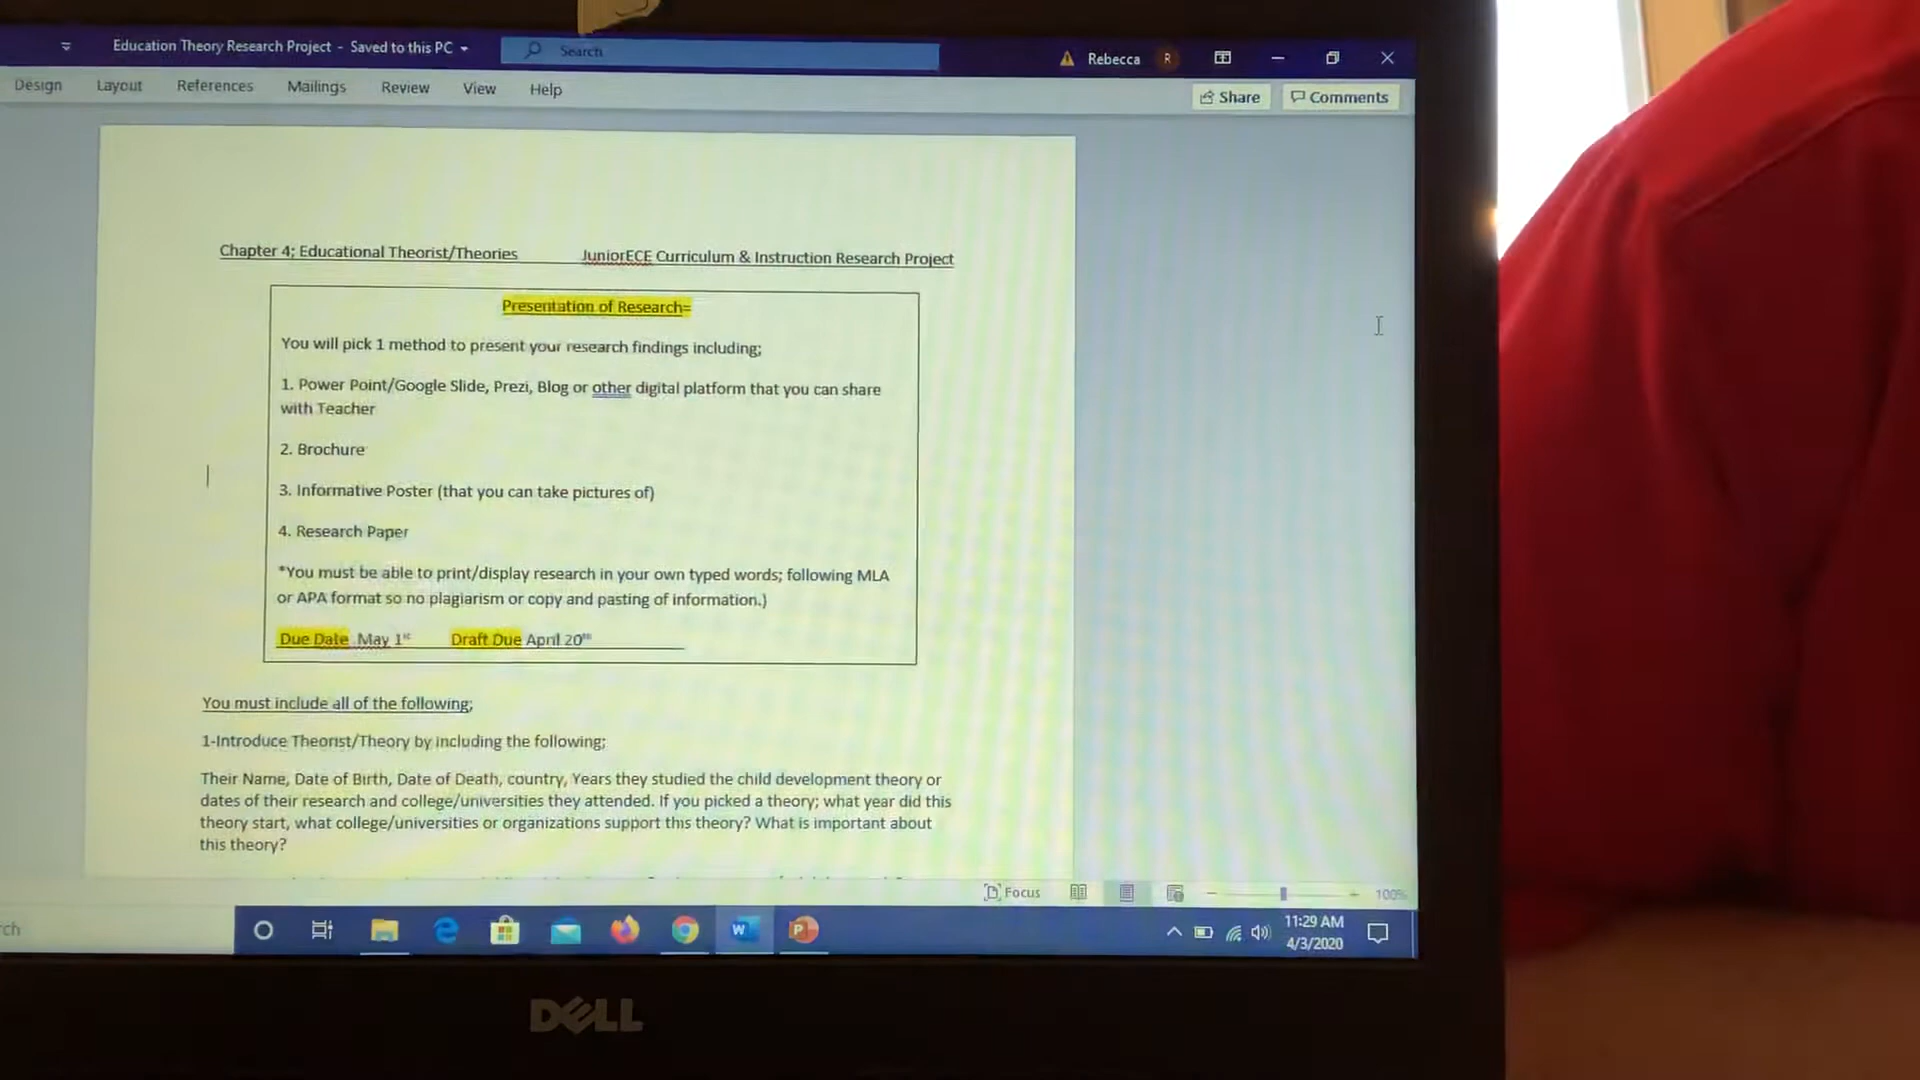 Education Theory Research Project - Saved to this PC
Search
Rebecca
R
Design Layout References Mailings Review View Help
Share
Comments
Chapter 4; Educational Theorist/Theories JuniorECE Curriculum & Instruction Research Project
Presentation of Research=
You will pick 1 method to present your research findings including;
1. Power Point/Google Slide, Prezi, Blog or other digital platform that you can share
with Teacher
2. Brochure
3. Informative Poster (that you can take pictures of)
4. Research Paper
*You must be able to print/display research in your own typed words; following MLA
or APA format so no plagiarism or copy and pasting of information.)
Due Date May 1st Draft Due April 20th
You must include all of the following;
1-Introduce Theorist/Theory by including the following;
Their Name, Date of Birth, Date of Death, country, Years they studied the child development theory or
dates of their research and college/universities they attended. If you picked a theory; what year did this
theory start, what college/universities or organizations support this theory? What is important about
this theory?
Focus
100%
rch
W
P
11:29 AM
4/3/2020
DELL